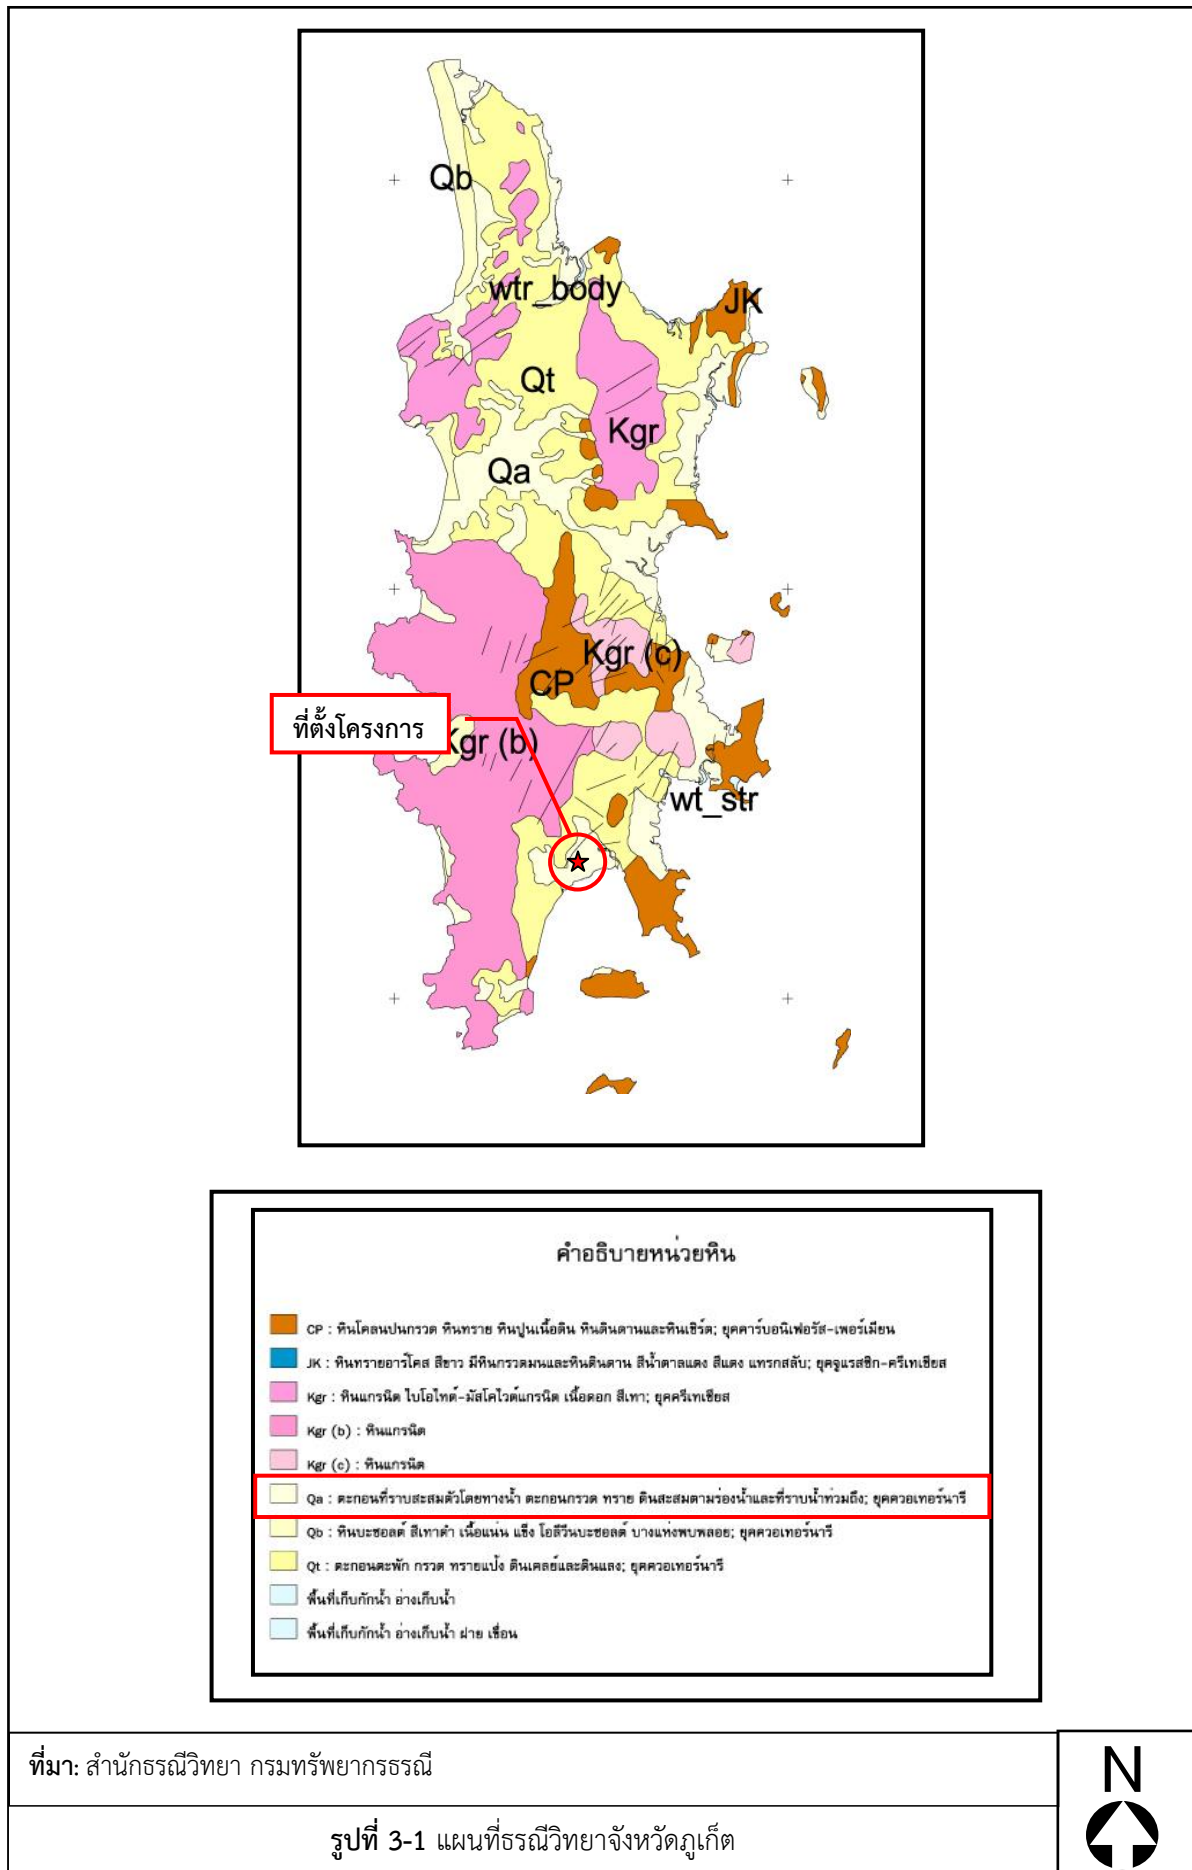 Qb
wtr_body
JK
Qt
Kgr
Qa
Kgr (c)
CP
ที่ตั้งโครงการ
Kgr (b)
wt_str
คำอธิบายหน่วยหิน
CP : หินโคลนปนกรวด หินทราย หินปูนเนื้อดิน หินดินดานและหินเชิร์ต; ยุคคาร์บอนิเฟอรัส-เพอร์เมียน
JK : หินทรายอาร์โคส สีขาว มีหินกรวดมนและหินดินดาน สีน้ำตาลแดง สีแดง แทรกสลับ; ยุคจูแรสซิก-ครีเทเซียส
Kgr : หินแกรนิต ไบโอไทต์-มัสโคไวต์แกรนิต เนื้อดอก สีเทา; ยุคครีเทเซียส
Kgr (b) : หินแกรนิต
Kgr (c) : หินแกรนิต
Qa : ตะกอนที่ราบสะสมตัวโดยทางน้ำ ตะกอนกรวด ทราย ดินสะสมตามร่องน้ำและที่ราบน้ำท่วมถึง; ยุคควอเทอร์นารี
Qb : หินบะซอลต์ สีเทาดำ เนื้อแน่น แข็ง โอลิวีนบะซอลต์ บางแห่งพบพลอย; ยุคควอเทอร์นารี
Qt : ตะกอนตะพัก กรวด ทรายแป้ง ดินเคลย์และดินแลง; ยุคควอเทอร์นารี
พื้นที่เก็บกักน้ำ อ่างเก็บน้ำ
พื้นที่เก็บกักน้ำ อ่างเก็บน้ำ ฝาย เขื่อน
ที่มา: สำนักธรณีวิทยา กรมทรัพยากรธรณี
N
รูปที่ 3-1 แผนที่ธรณีวิทยาจังหวัดภูเก็ต